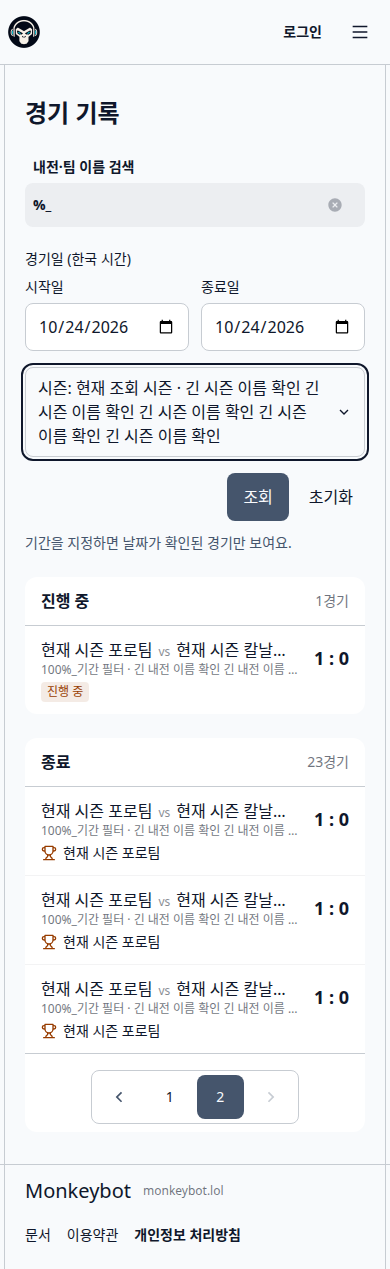 로그인
경기 기록
내전·팀 이름 검색
%_
경기일 (한국 시간)
시작일 종료일
10/24/2026 10/24/2026
시즌: 현재 조회 시즌 · 긴 시즌 이름 확인 긴
시즌 이름 확인 긴 시즌 이름 확인 긴 시즌
이름 확인 긴 시즌 이름 확인
조회 초기화
기간을 지정하면 날짜가 확인된 경기만 보여요.
진행 중 1경기
현재 시즌 포로팀 vs 현재 시즌 칼날... 1 : 0
100%_기간 필터 · 긴 내전 이름 확인 긴 내전 이름 ...
진행 중
종료 23경기
현재 시즌 포로팀 vs 현재 시즌 칼날... 1 : 0
100%_기간 필터 · 긴 내전 이름 확인 긴 내전 이름 ...
현재 시즌 포로팀
현재 시즌 포로팀 vs 현재 시즌 칼날... 1 : 0
100%_기간 필터 · 긴 내전 이름 확인 긴 내전 이름 ...
현재 시즌 포로팀
현재 시즌 포로팀 vs 현재 시즌 칼날... 1 : 0
100%_기간 필터 · 긴 내전 이름 확인 긴 내전 이름 ...
현재 시즌 포로팀
1 2
Monkeybot monkeybot.lol
문서 이용약관 개인정보 처리방침